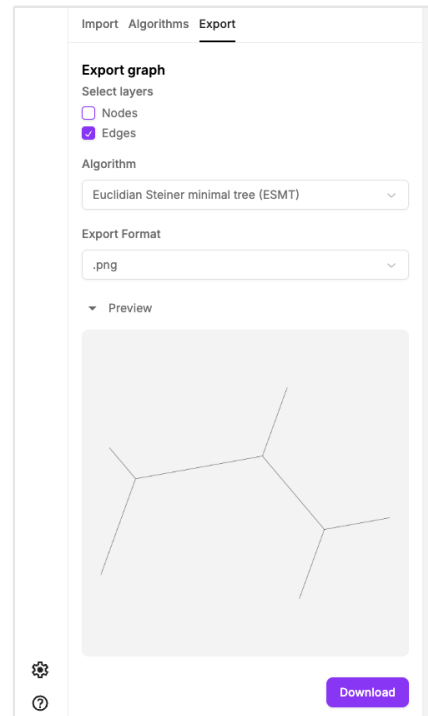 Import Algorithms Export
Export graph
Select layers
Nodes
Edges
Algorithm
Euclidian Steiner minimal tree (ESMT)
Export Format
.png
Preview
Download